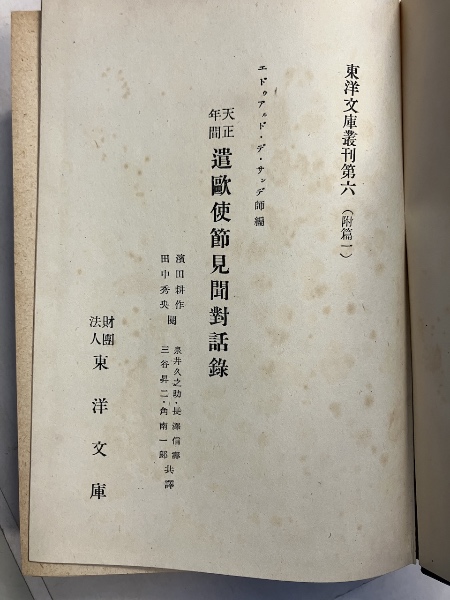 東洋文庫叢刊第六（附篇一）
エドゥアルド・デ・サンデ師編
天正年間 遣歐使節見聞對話錄
濱田耕作
田中秀央 閱
泉井久之助・長澤信壽
三谷昇二・角南一郎 共譯
財團法人 東洋文庫